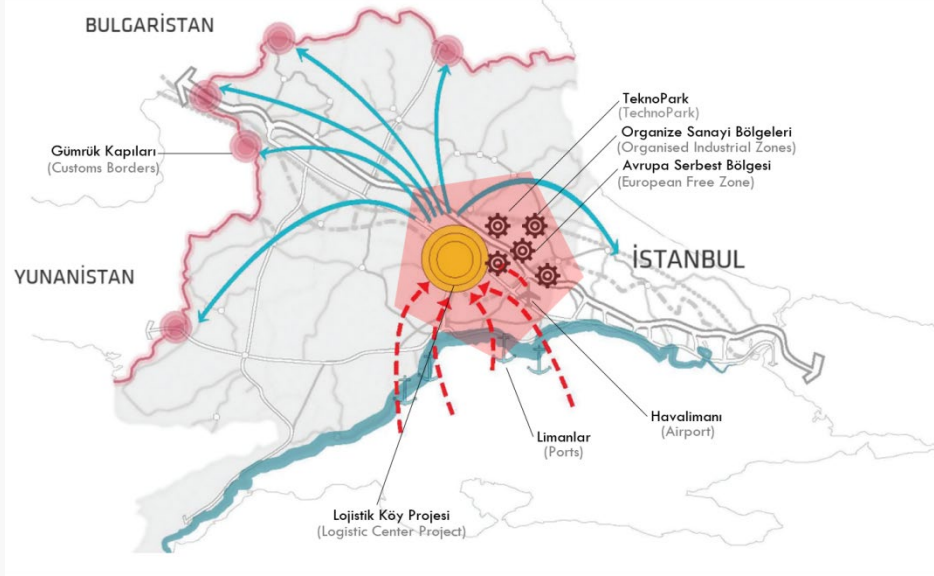 BULGARİSTAN
TeknoPark
(TechnoPark)
Organize Sanayi Bölgeleri
(Organised Industrial Zones)
Avrupa Serbest Bölgesi
(European Free Zone)
Gümrük Kapıları
(Customs Borders)
İSTANBUL
YUNANİSTAN
Havalimanı
(Airport)
Limanlar
(Ports)
Lojistik Köy Projesi
(Logistic Center Project)